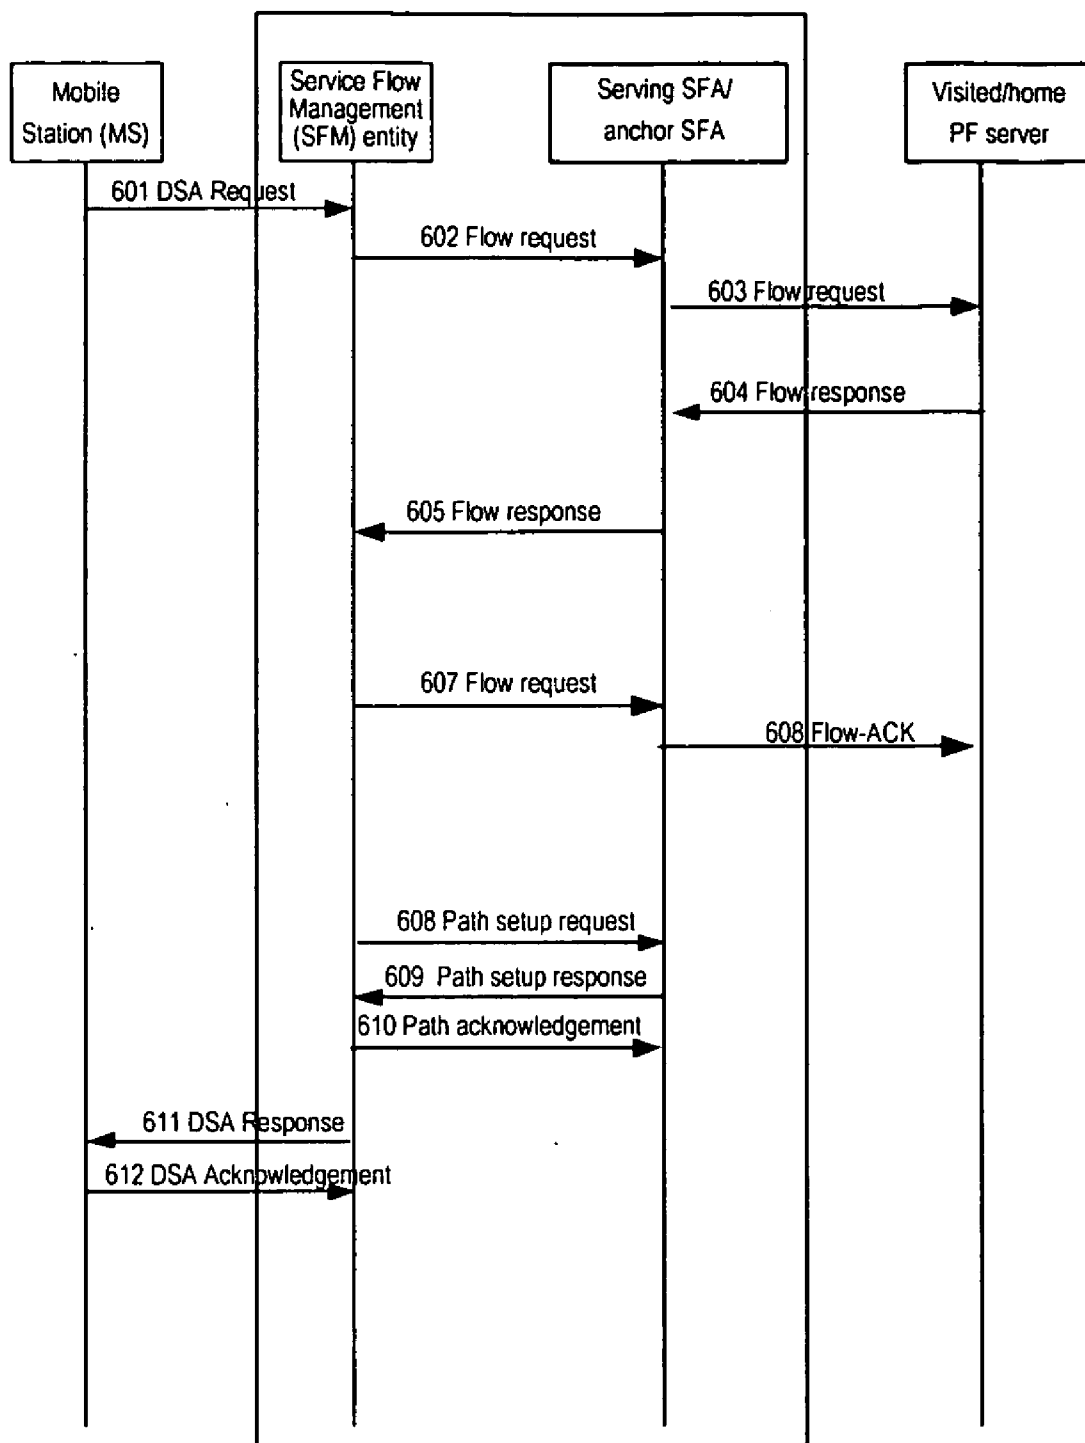 Mobile
Station (MS)
Service Flow
Management
(SFM) entity
Serving SFA/
anchor SFA
Visited/home
PF server
601 DSA Request
602 Flow request
603 Flow request
604 Flow response
605 Flow response
607 Flow request
608 Flow-ACK
608 Path setup request
609 Path setup response
610 Path acknowledgement
611 DSA Response
612 DSA Acknowledgement